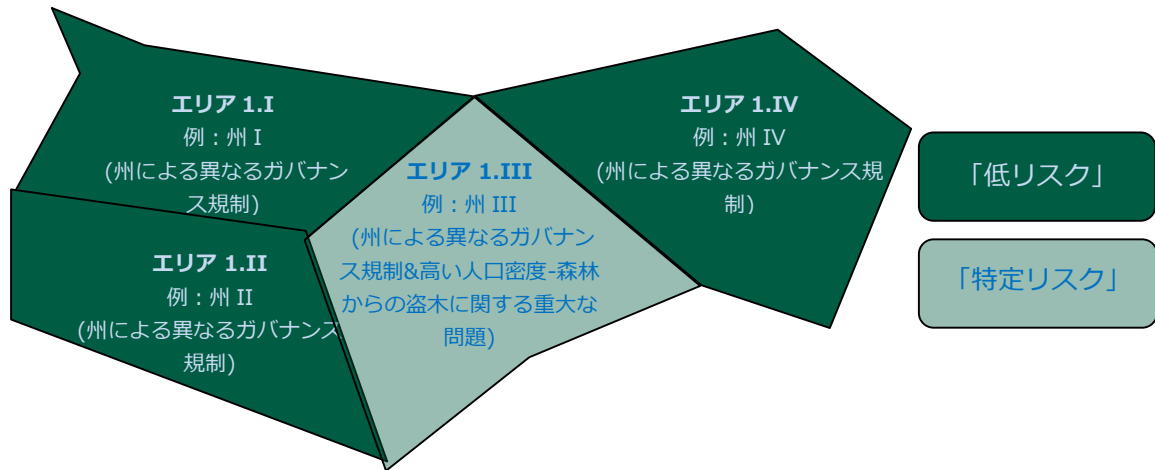 エリア 1.I
例：州 I
(州による異なるガバナン
ス規制)
エリア 1.II
例：州 II
(州による異なるガバナンス
規制)
エリア 1.III
例：州 III
(州による異なるガバナン
ス規制&高い人口密度-森林
からの盗木に関する重大な
問題)
エリア 1.IV
例：州 IV
(州による異なるガバナンス規
制)
「低リスク」
「特定リスク」